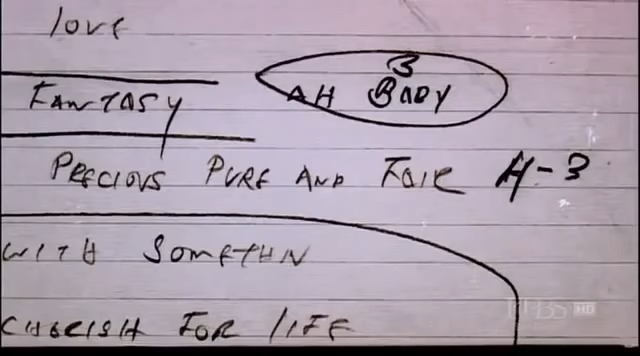 love
3
FANTASY AH BABY
PRECIOUS PURE AND FAIR H-3
WITH SOMETHIN
CHERISH FOR LIFE
PBS HD